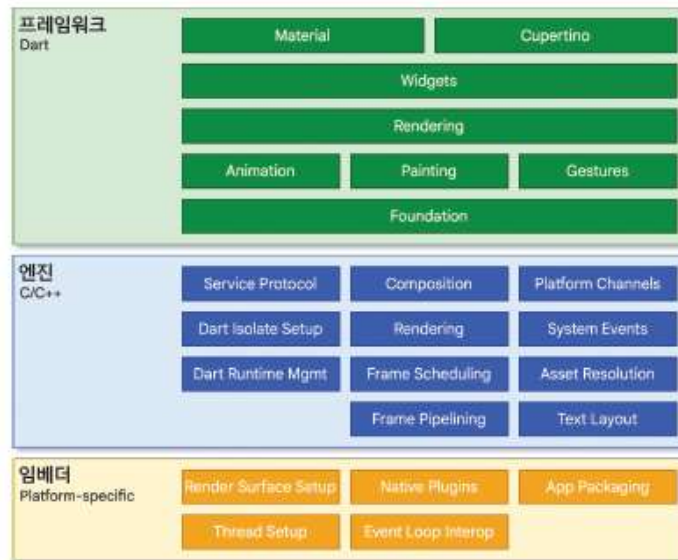 프레임워크
Dart
Material Cupertino
Widgets
Rendering
Animation Painting Gestures
Foundation
엔진
C/C++
Service Protocol Composition Platform Channels
Dart Isolate Setup Rendering System Events
Dart Runtime Mgmt Frame Scheduling Asset Resolution
Frame Pipelining Text Layout
임베더
Platform-specific
Render Surface Setup Native Plugins App Packaging
Thread Setup Event Loop Interop